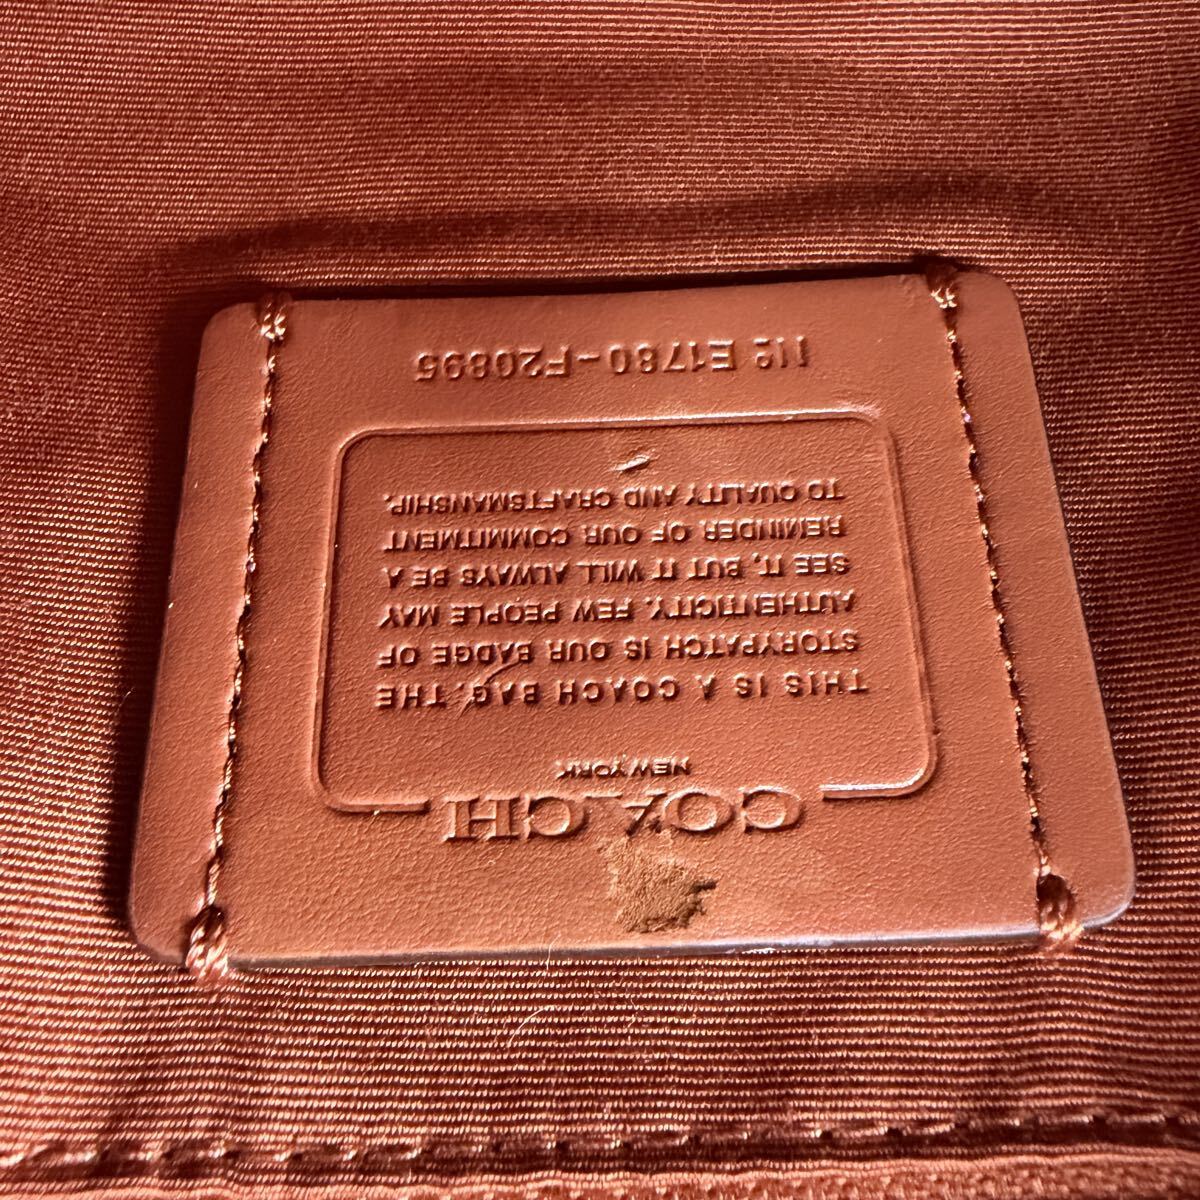 COACH
NEW YORK
THIS IS A COACH BAG. THE
STORYPATCH IS OUR BADGE OF
AUTHENTICITY. FEW PEOPLE MAY
SEE IT, BUT IT WILL ALWAYS BE A
REMINDER OF OUR COMMITMENT
TO QUALITY AND CRAFTSMANSHIP.
Nº E1780-F20895